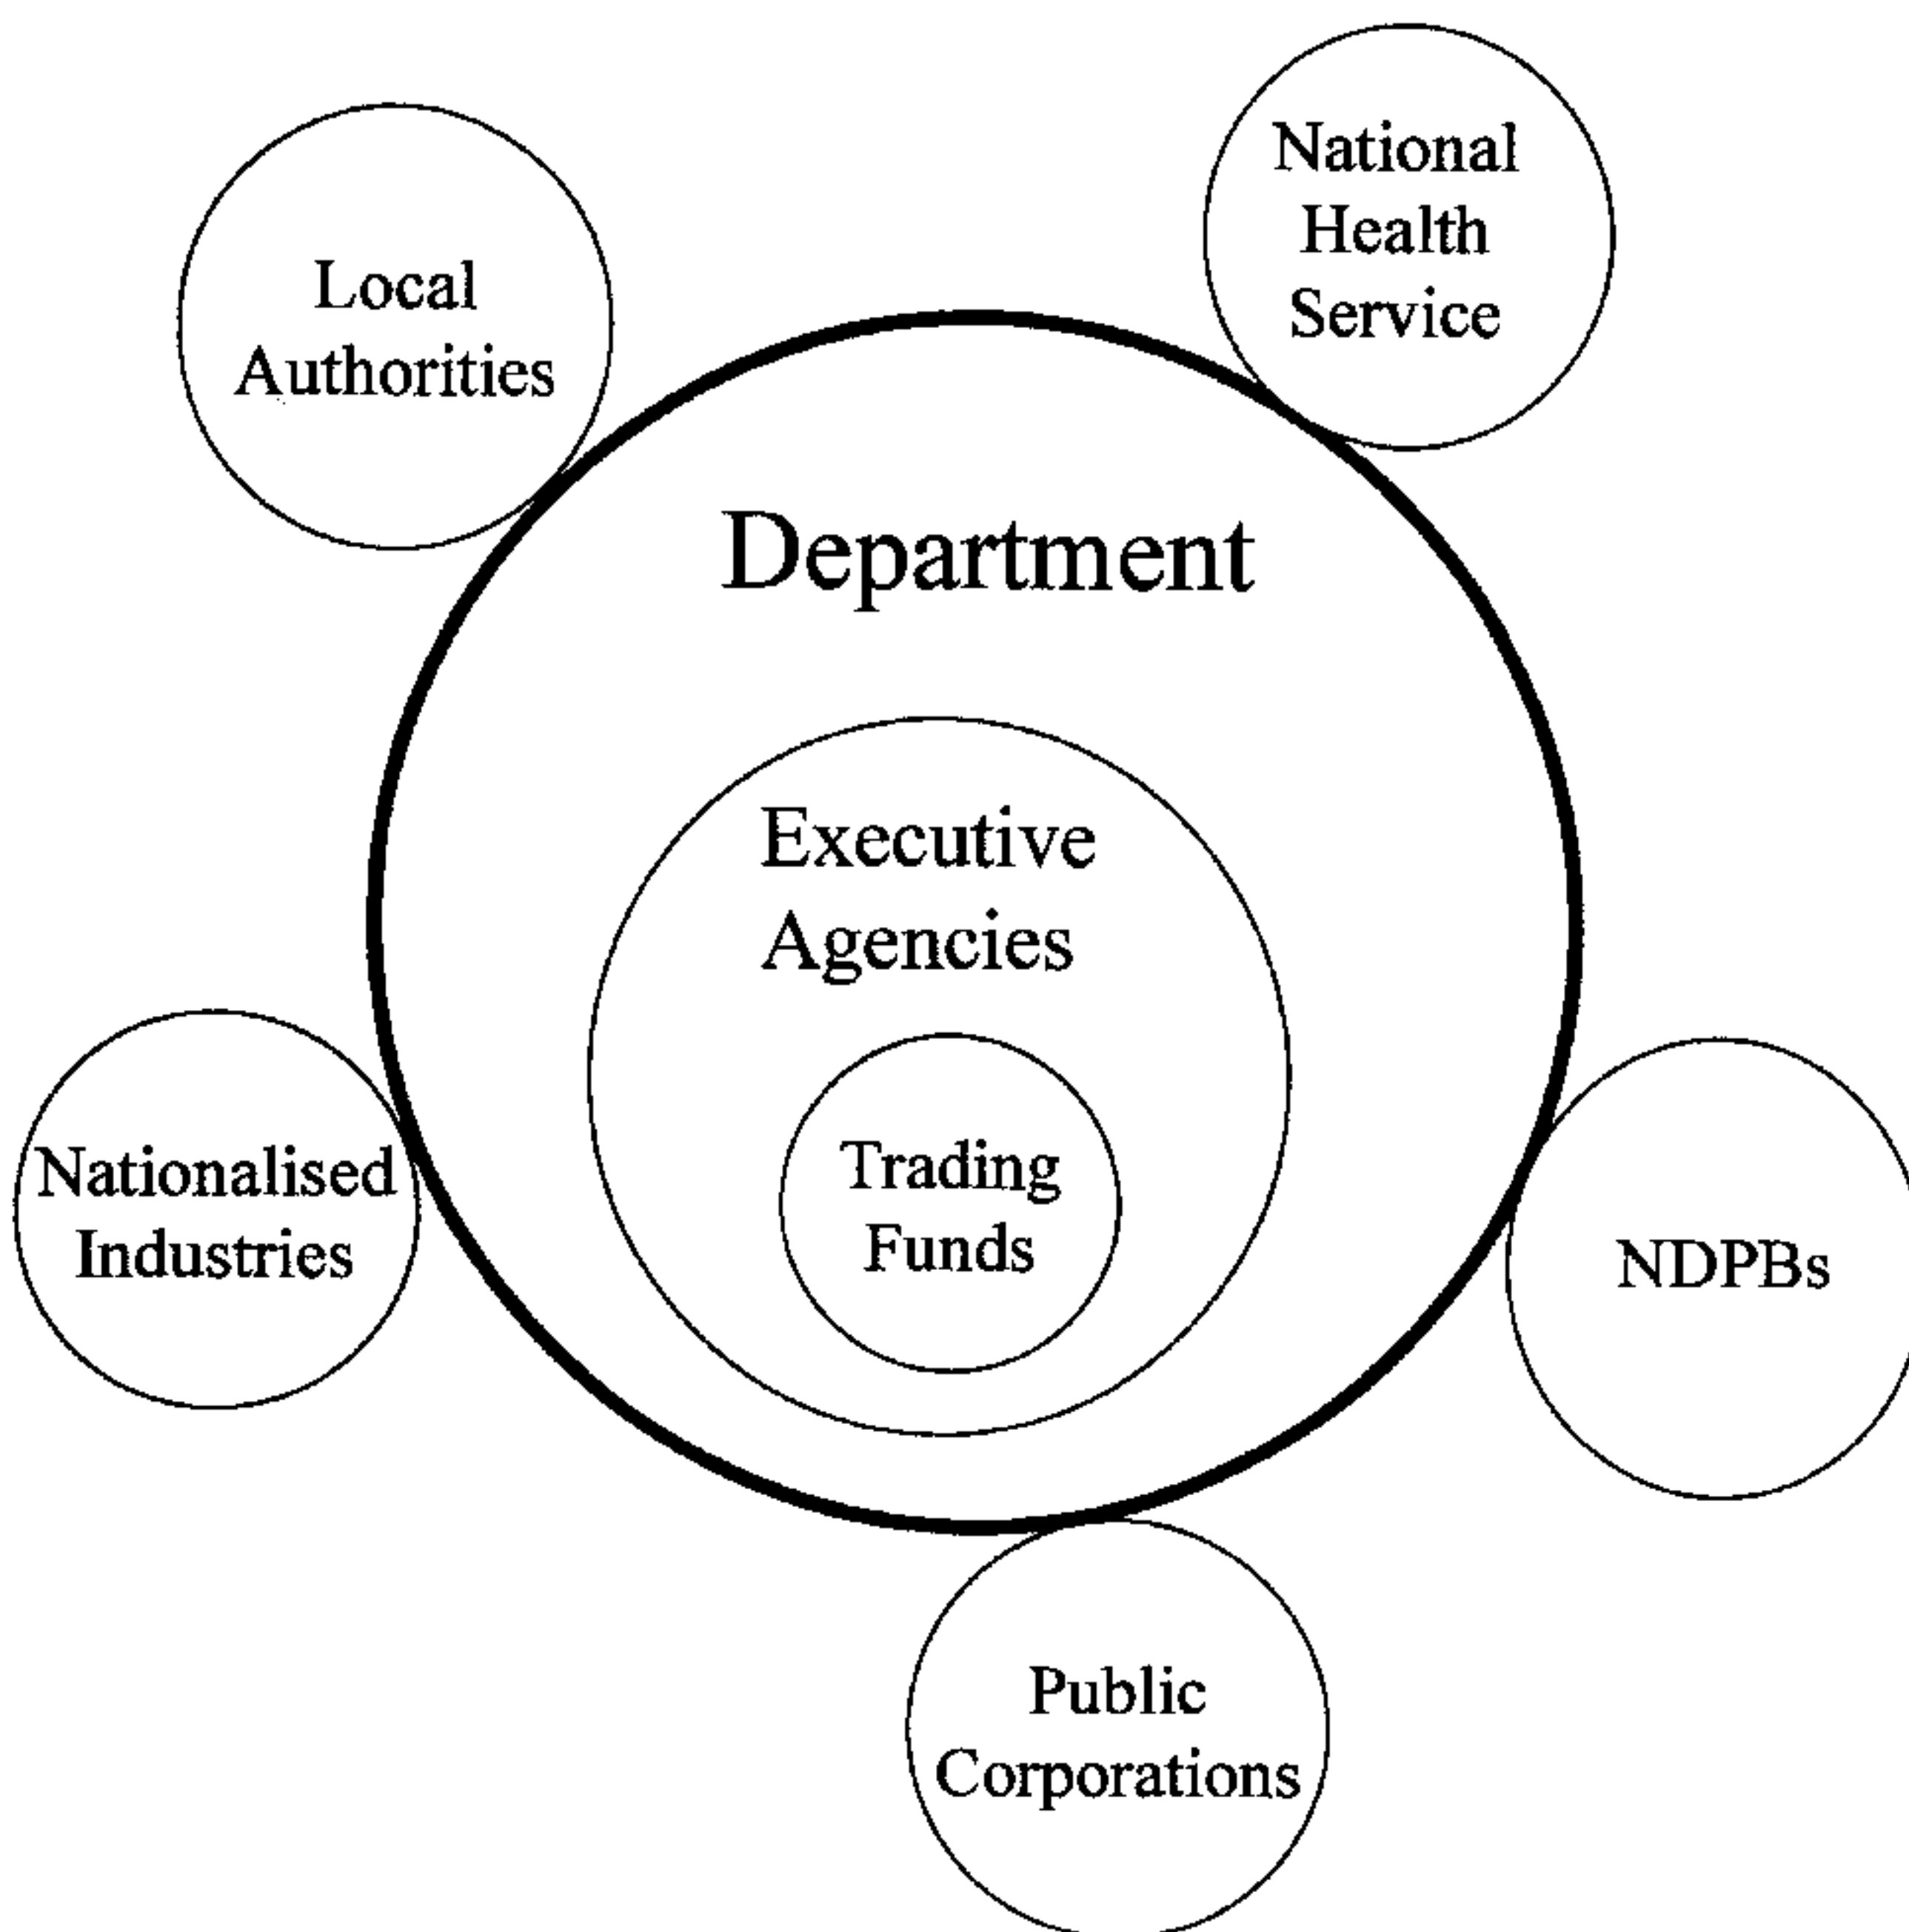 National
Health
Service
Local
Authorities
Department
Executive
Agencies
Trading
Funds
Nationalised
Industries
NDPBs
Public
Corporations